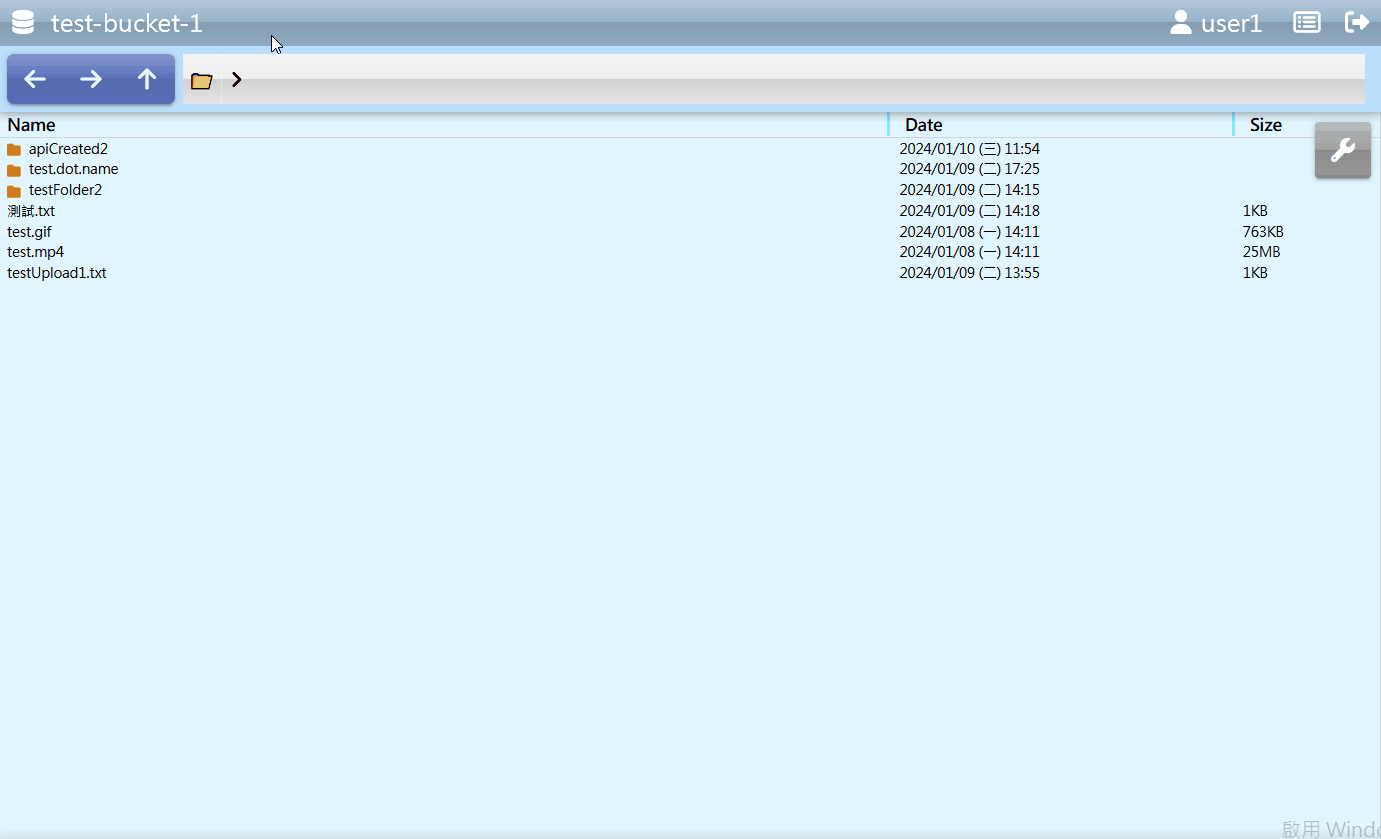 test-bucket-1 user1
Name Date Size
apiCreated2 2024/01/10 (三) 11:54
test.dot.name 2024/01/09 (二) 17:25
testFolder2 2024/01/09 (二) 14:15
測試.txt 2024/01/09 (二) 14:18 1KB
test.gif 2024/01/08 (一) 14:11 763KB
test.mp4 2024/01/08 (一) 14:11 25MB
testUpload1.txt 2024/01/09 (二) 13:55 1KB
啟用 Windo